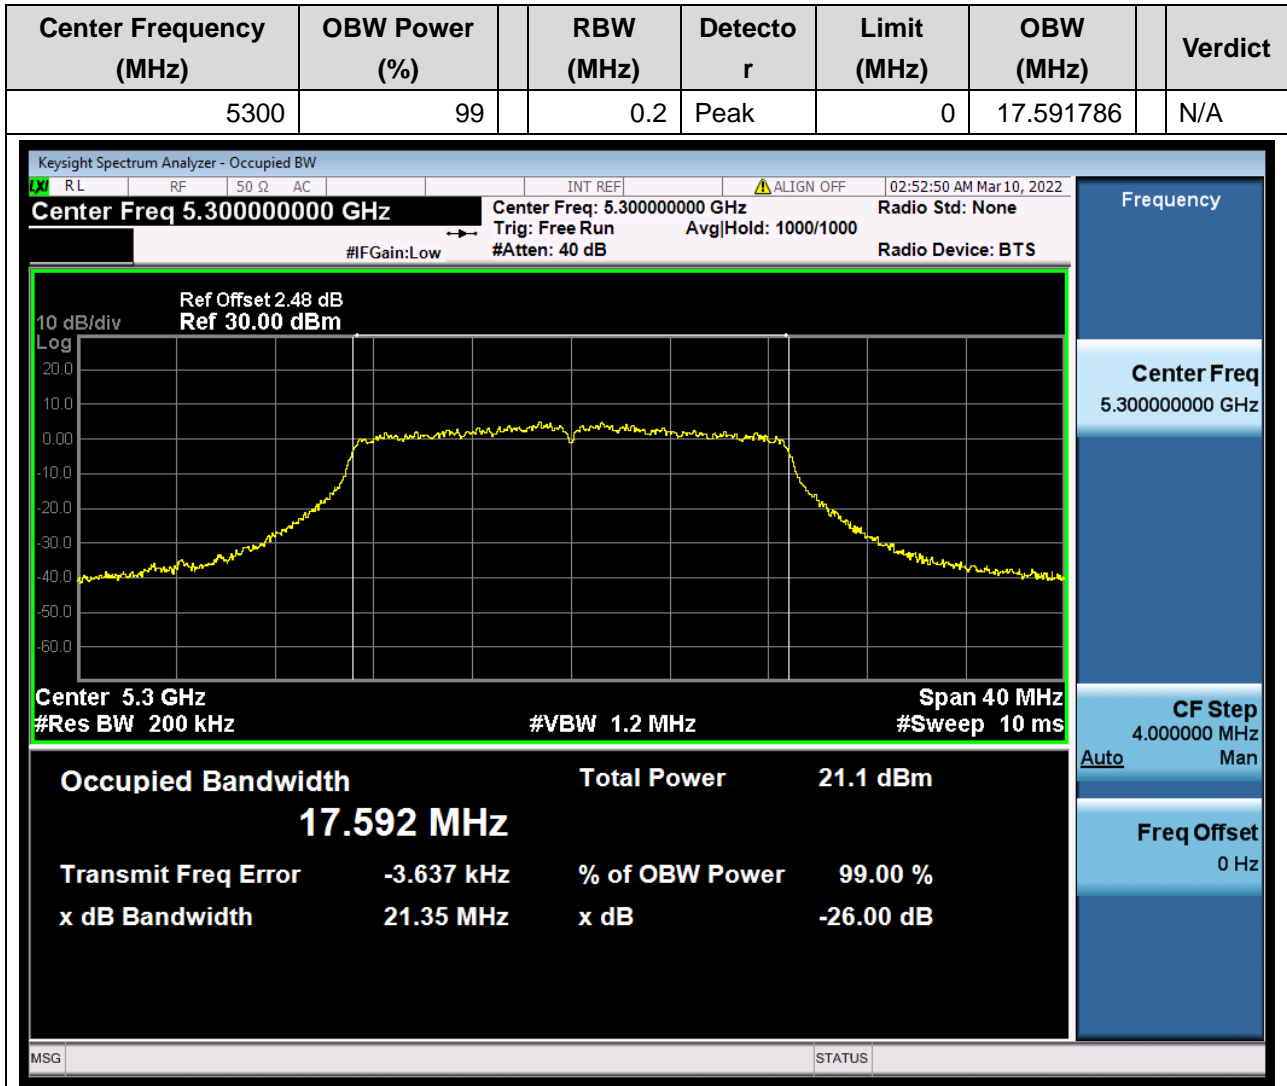 Center Frequency (MHz) OBW Power (%) RBW (MHz) Detecto r Limit (MHz) OBW (MHz) Verdict
5300 99 0.2 Peak 0 17.591786 N/A
Keysight Spectrum Analyzer - Occupied BW
LXI RL RF 50 Ω AC INT REF ALIGN OFF 02:52:50 AM Mar 10, 2022
Center Freq 5.300000000 GHz
Center Freq: 5.300000000 GHz Radio Std: None
Trig: Free Run Avg|Hold: 1000/1000
#IFGain:Low #Atten: 40 dB Radio Device: BTS
Ref Offset 2.48 dB
10 dB/div Ref 30.00 dBm
Log
20.0
10.0
0.00
-10.0
-20.0
-30.0
-40.0
-50.0
-60.0
Center 5.3 GHz Span 40 MHz
#Res BW 200 kHz #VBW 1.2 MHz #Sweep 10 ms
Occupied Bandwidth Total Power 21.1 dBm
17.592 MHz
Transmit Freq Error -3.637 kHz % of OBW Power 99.00 %
x dB Bandwidth 21.35 MHz x dB -26.00 dB
MSG STATUS
Frequency
Center Freq
5.300000000 GHz
CF Step
4.000000 MHz
Auto Man
Freq Offset
0 Hz